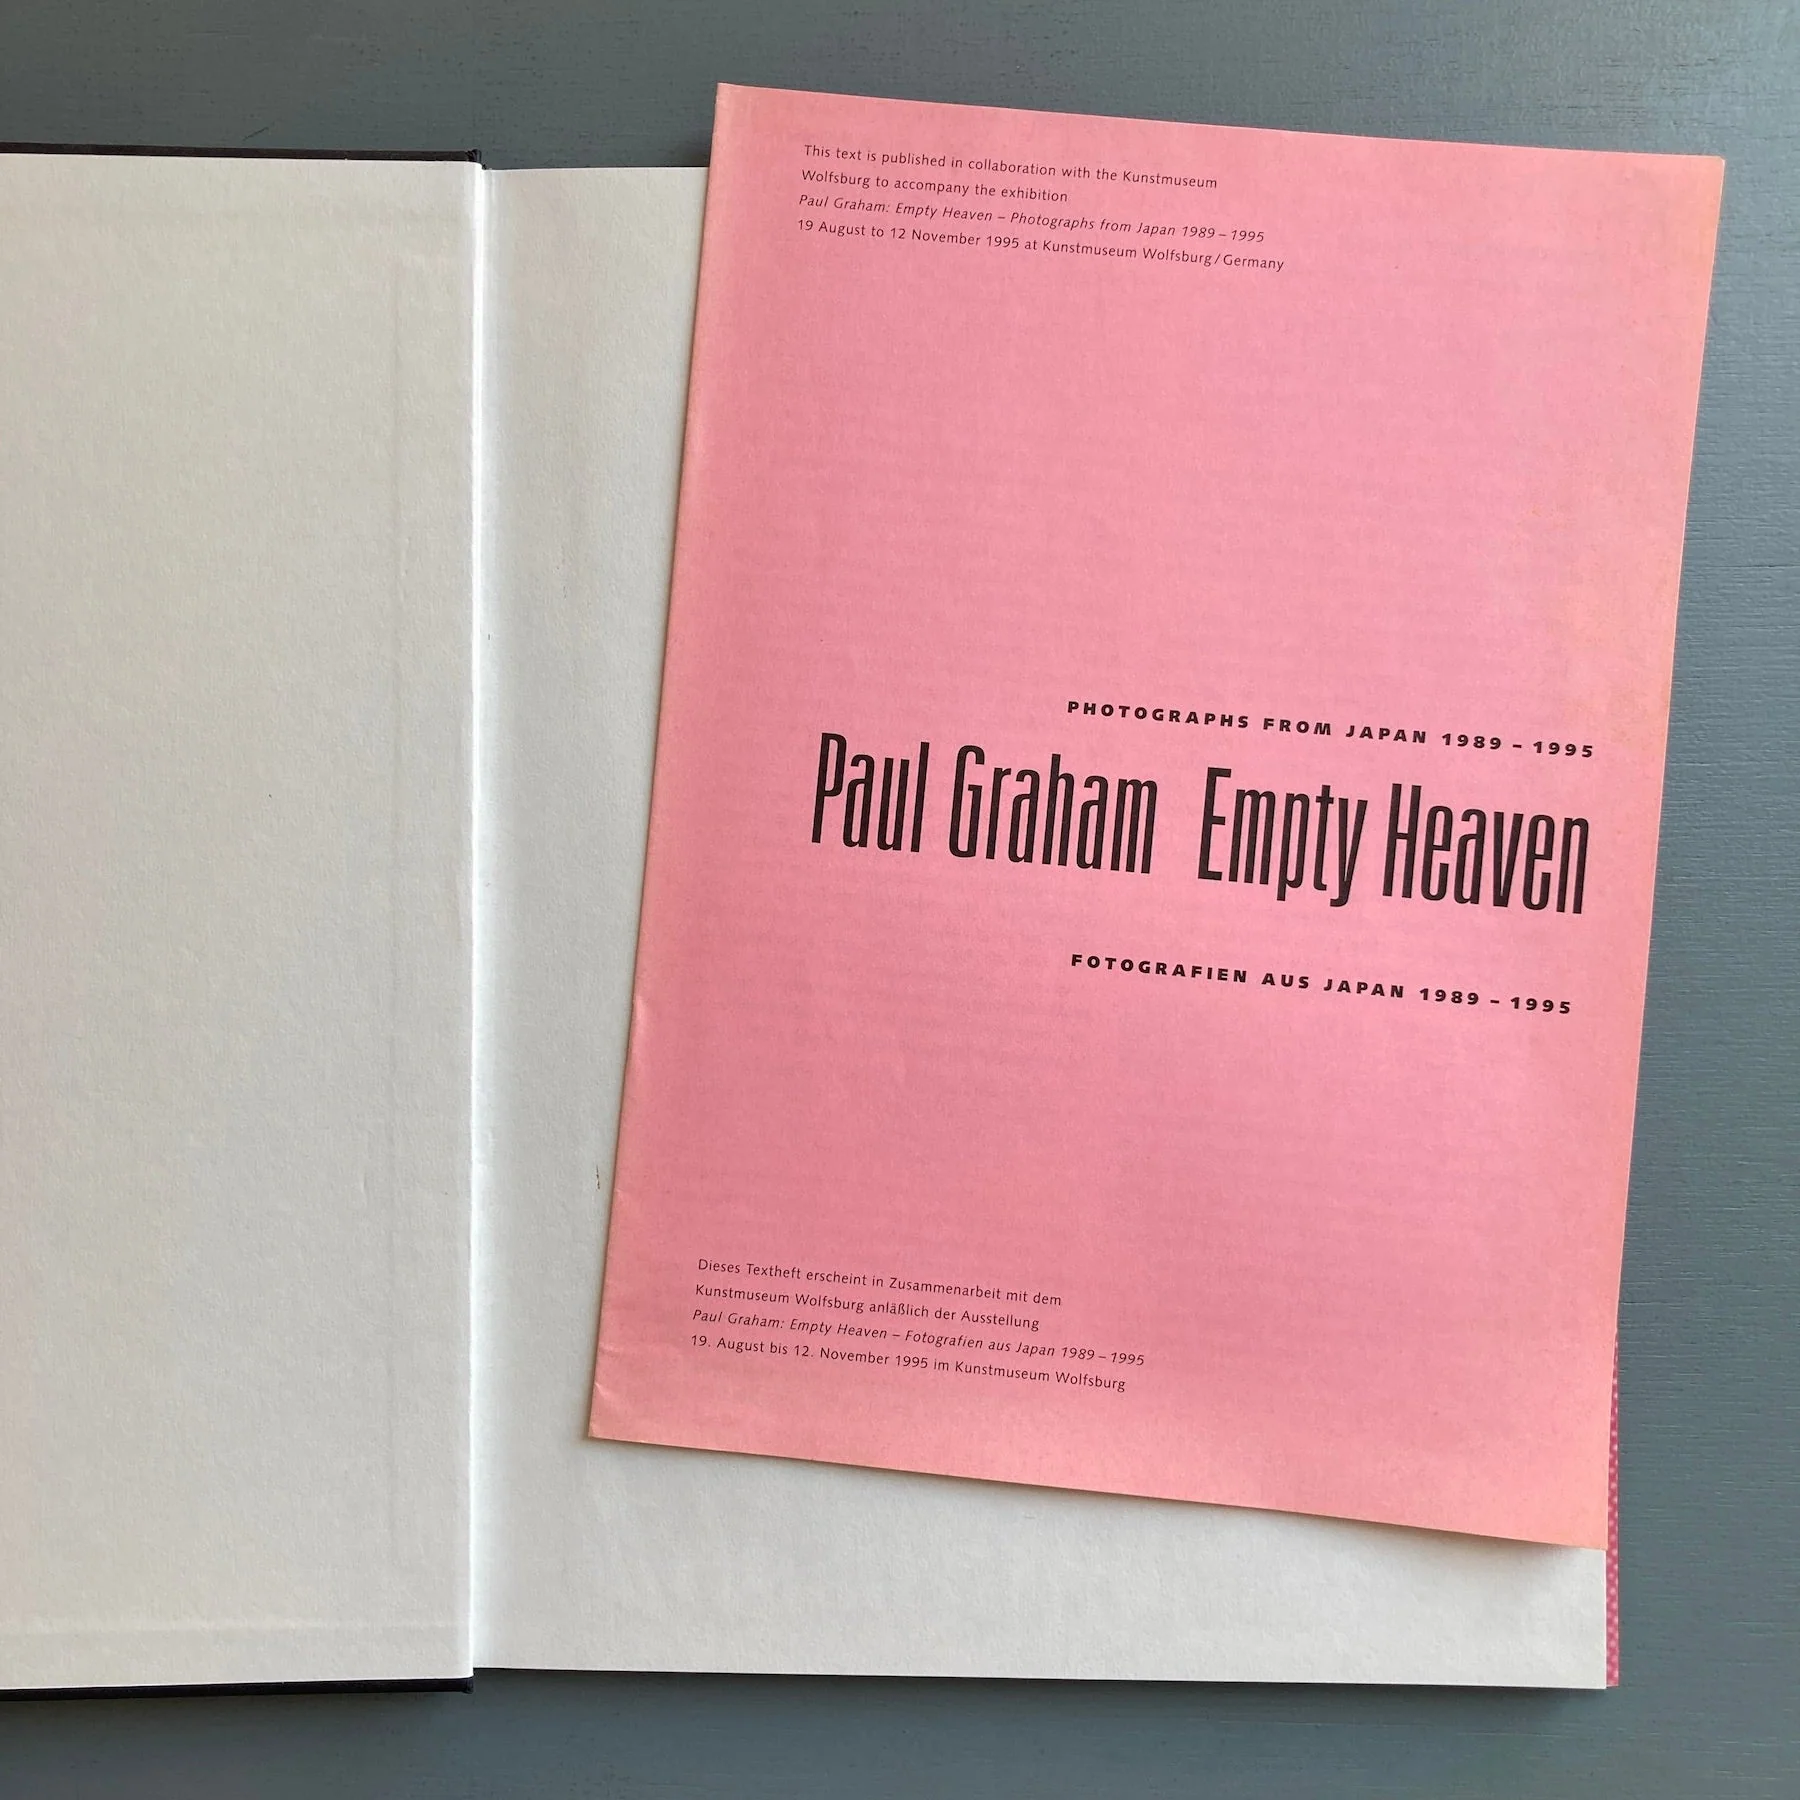 This text is published in collaboration with the Kunstmuseum
Wolfsburg to accompany the exhibition
Paul Graham: Empty Heaven – Photographs from Japan 1989 – 1995
19 August to 12 November 1995 at Kunstmuseum Wolfsburg / Germany
PHOTOGRAPHS FROM JAPAN 1989 – 1995
Paul Graham Empty Heaven
FOTOGRAFIEN AUS JAPAN 1989 – 1995
Dieses Textheft erscheint in Zusammenarbeit mit dem
Kunstmuseum Wolfsburg anläßlich der Ausstellung
Paul Graham: Empty Heaven – Fotografien aus Japan 1989 – 1995
19. August bis 12. November 1995 im Kunstmuseum Wolfsburg